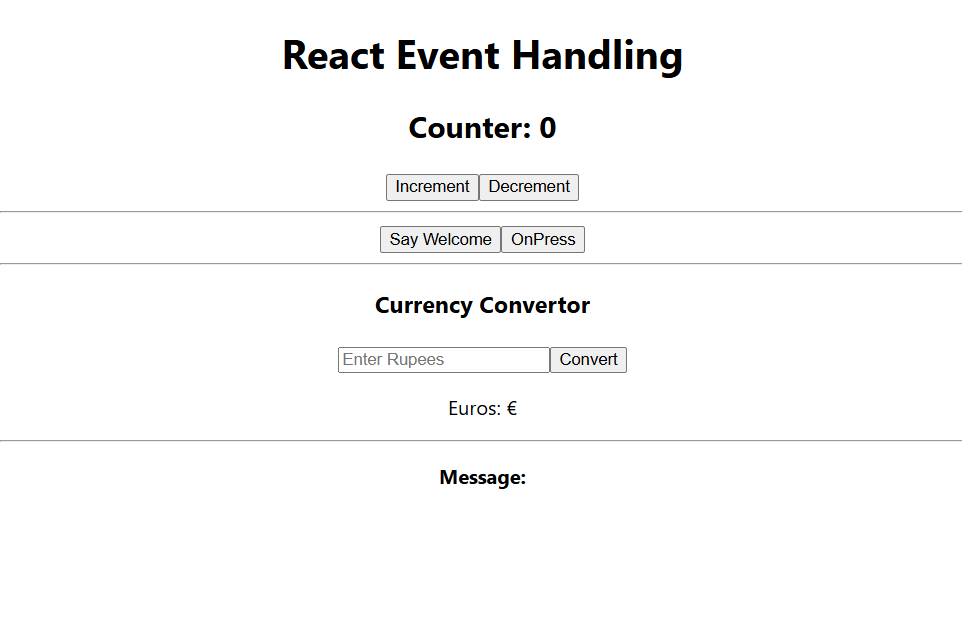 React Event Handling
Counter: 0
Increment Decrement
Say Welcome OnPress
Currency Convertor
Enter Rupees Convert
Euros: €
Message: